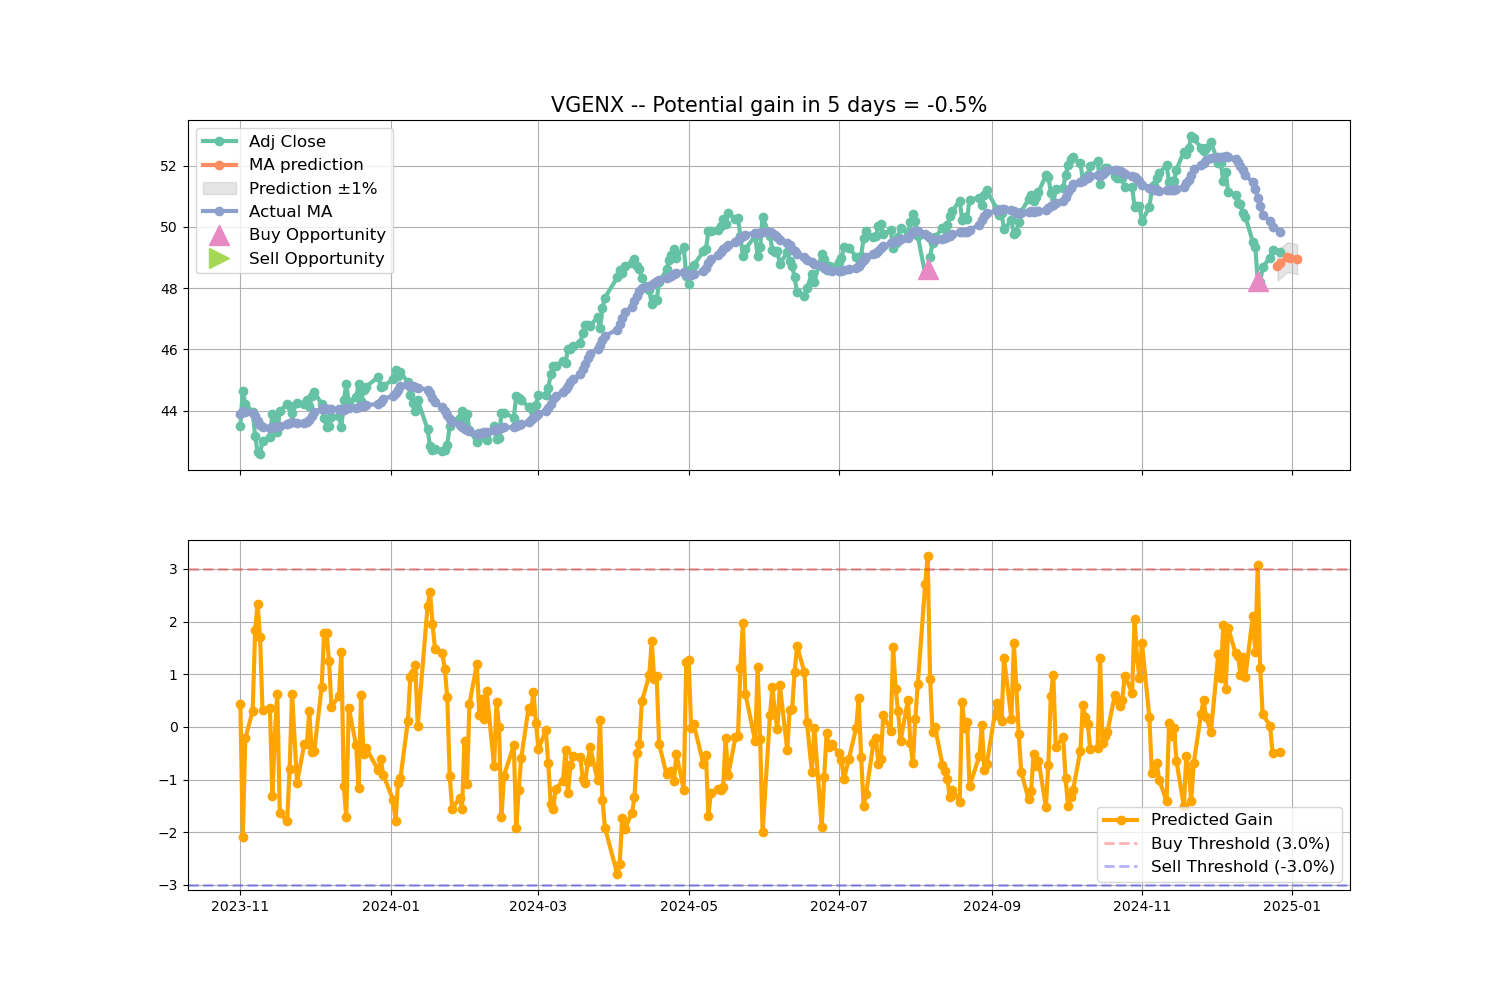 VGENX -- Potential gain in 5 days = -0.5%
Adj Close
MA prediction
Prediction ±1%
Actual MA
Buy Opportunity
Sell Opportunity
52
50
48
46
44
3
2
1
0
−1
−2
−3
Predicted Gain
Buy Threshold (3.0%)
Sell Threshold (-3.0%)
2023-11 2024-01 2024-03 2024-05 2024-07 2024-09 2024-11 2025-01